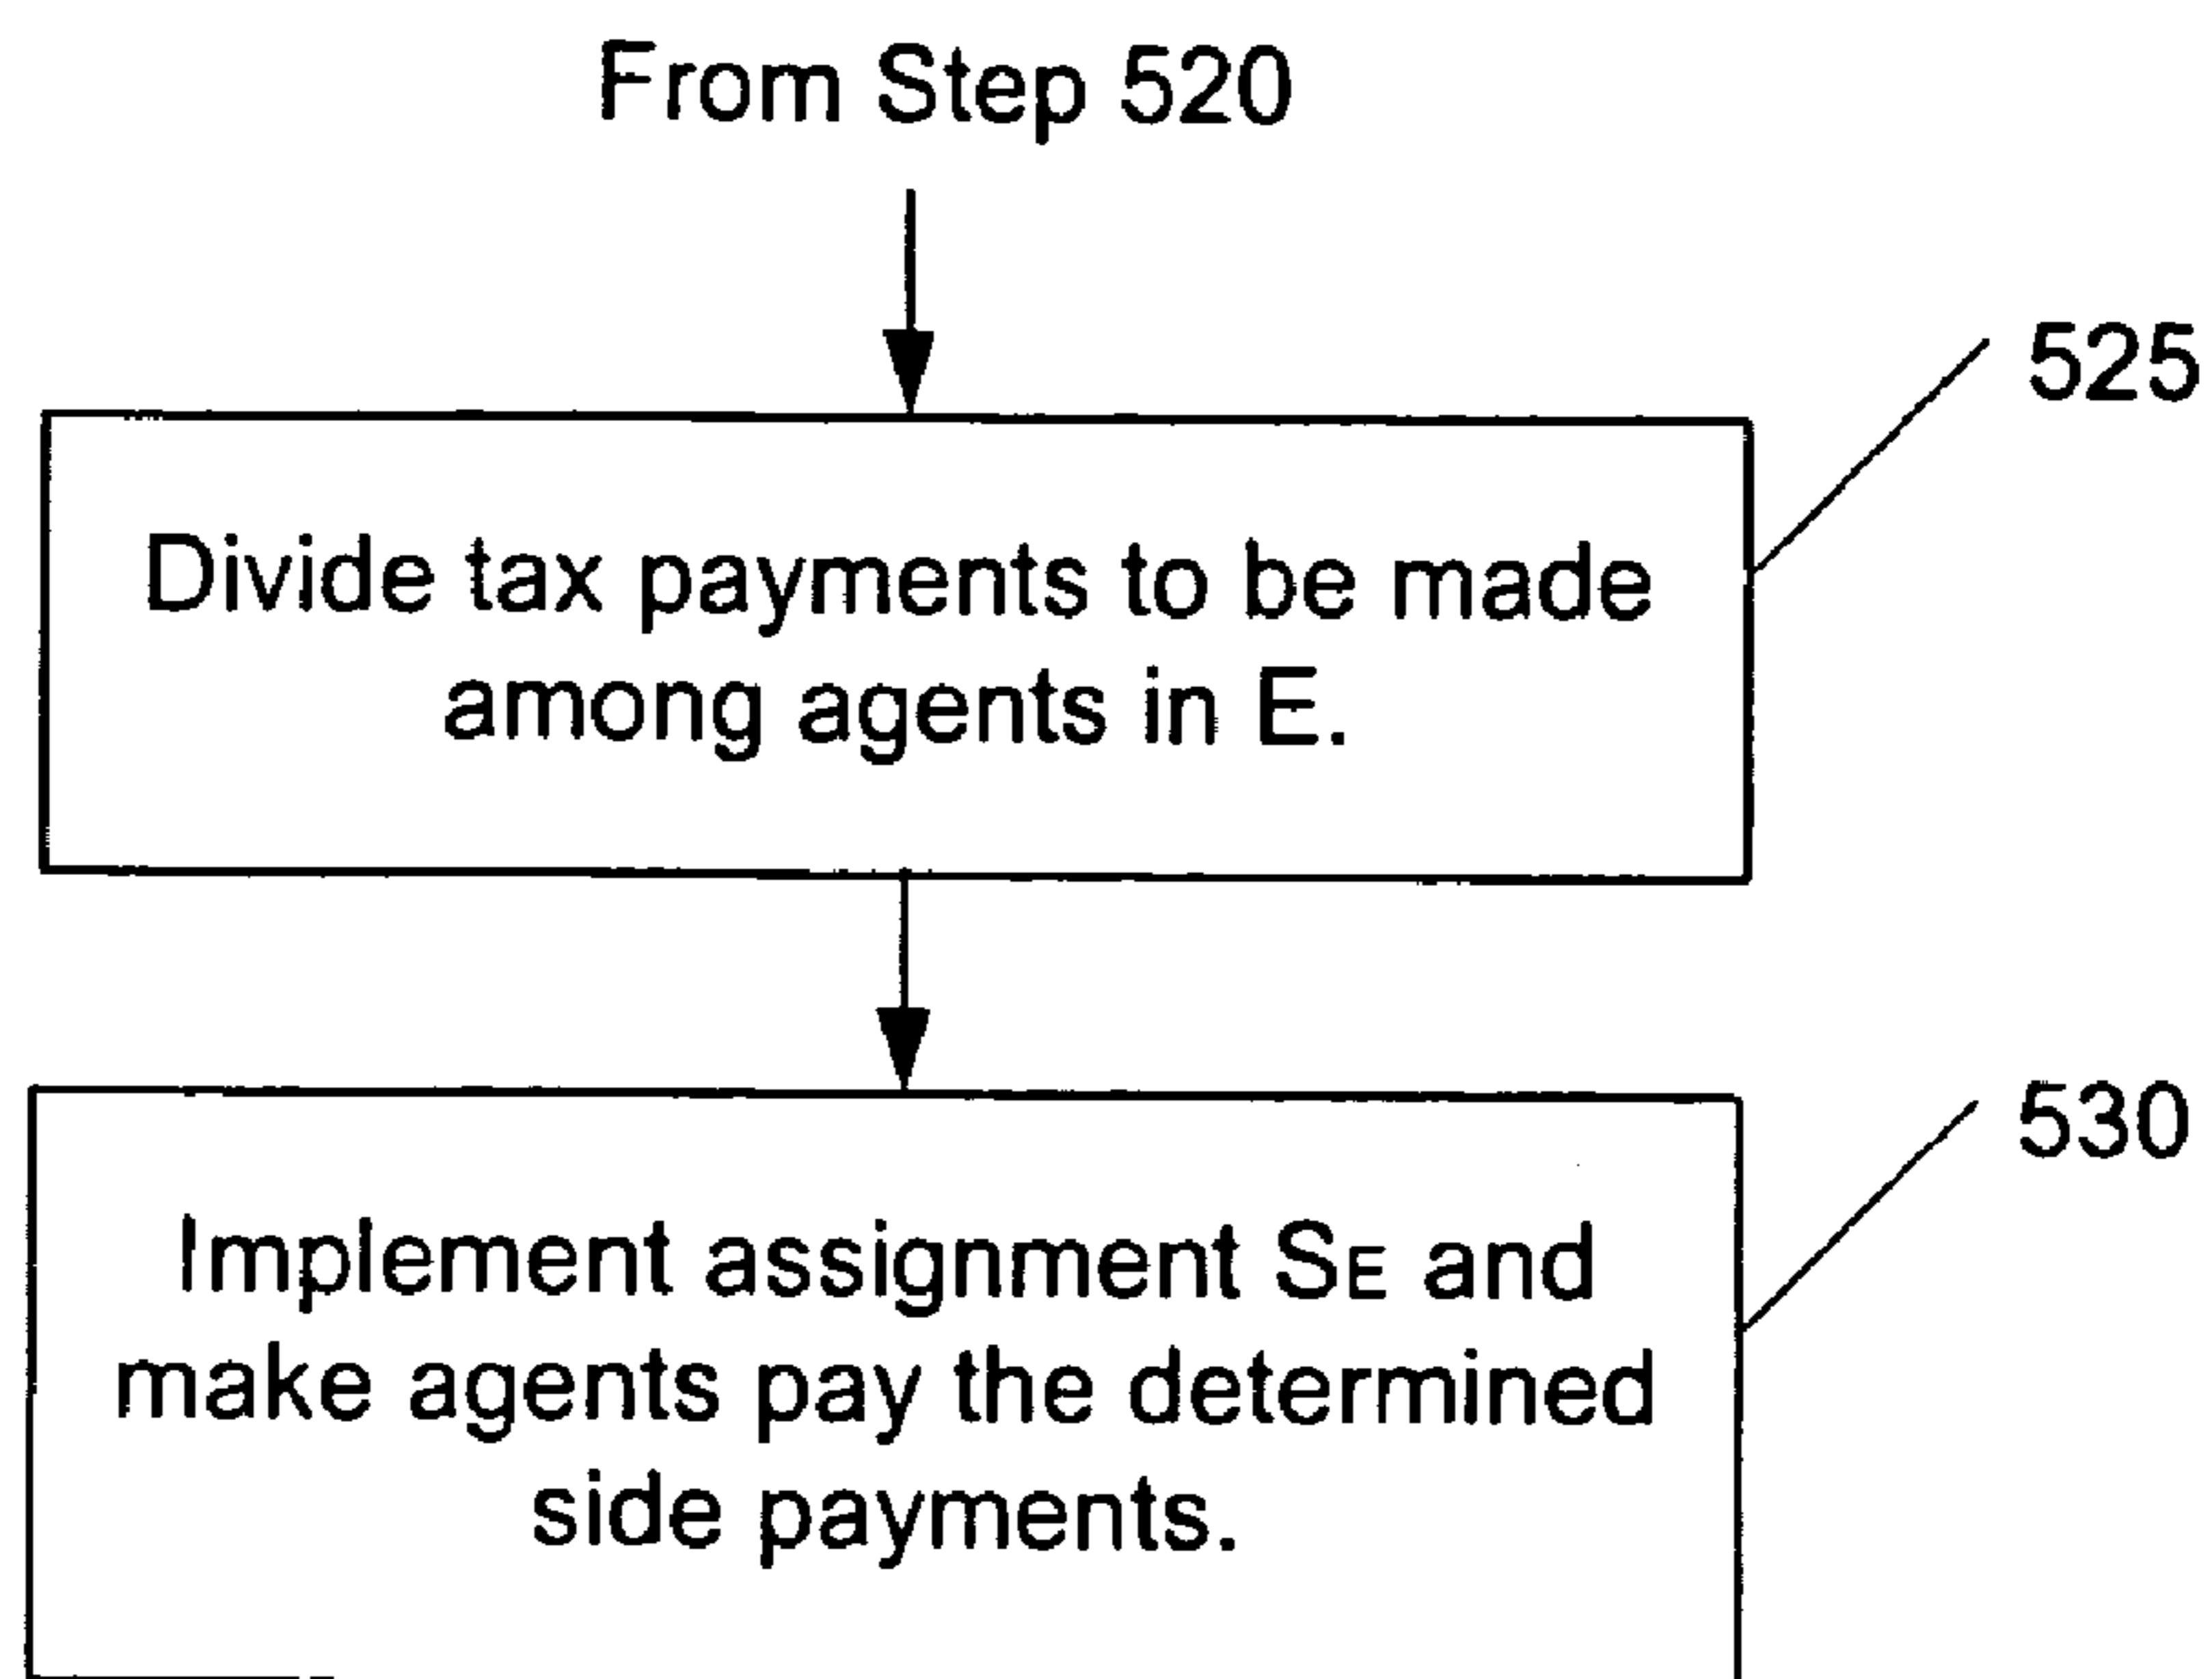 From Step 520
525
Divide tax payments to be made
among agents in E.
530
Implement assignment SE and
make agents pay the determined
side payments.